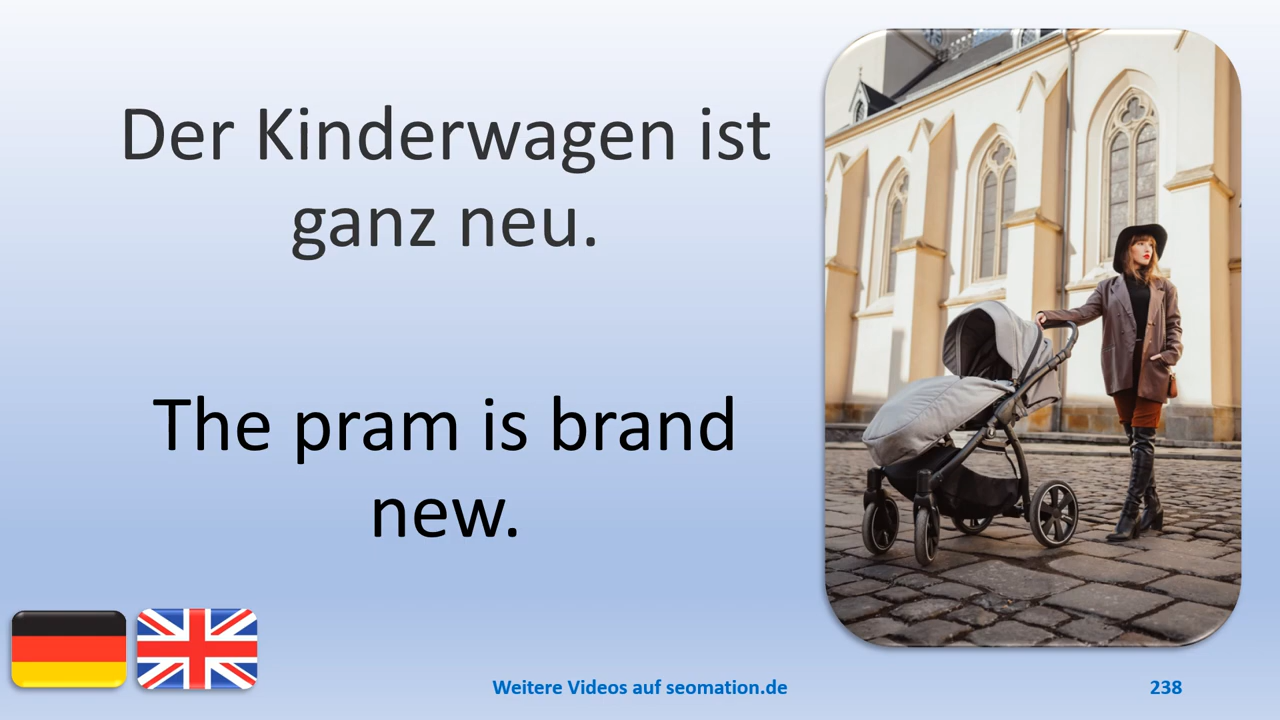 Der Kinderwagen ist
ganz neu.
The pram is brand
new.
Weitere Videos auf seomation.de
238